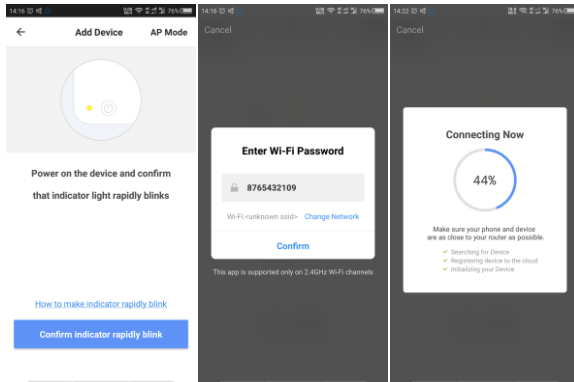 14:16
76%
Add Device
AP Mode
Power on the device and confirm
that indicator light rapidly blinks
How to make indicator rapidly blink
Confirm indicator rapidly blink
14:16
76%
Cancel
Enter Wi-Fi Password
8765432109
Wi-Fi:<unknown ssid> Change Network
Confirm
This app is supported only on 2.4GHz Wi-Fi channels
14:22
76%
Cancel
Connecting Now
44%
Make sure your phone and device
are as close to your router as possible.
Searching for Device
Registering device to the cloud
Initializing your Device